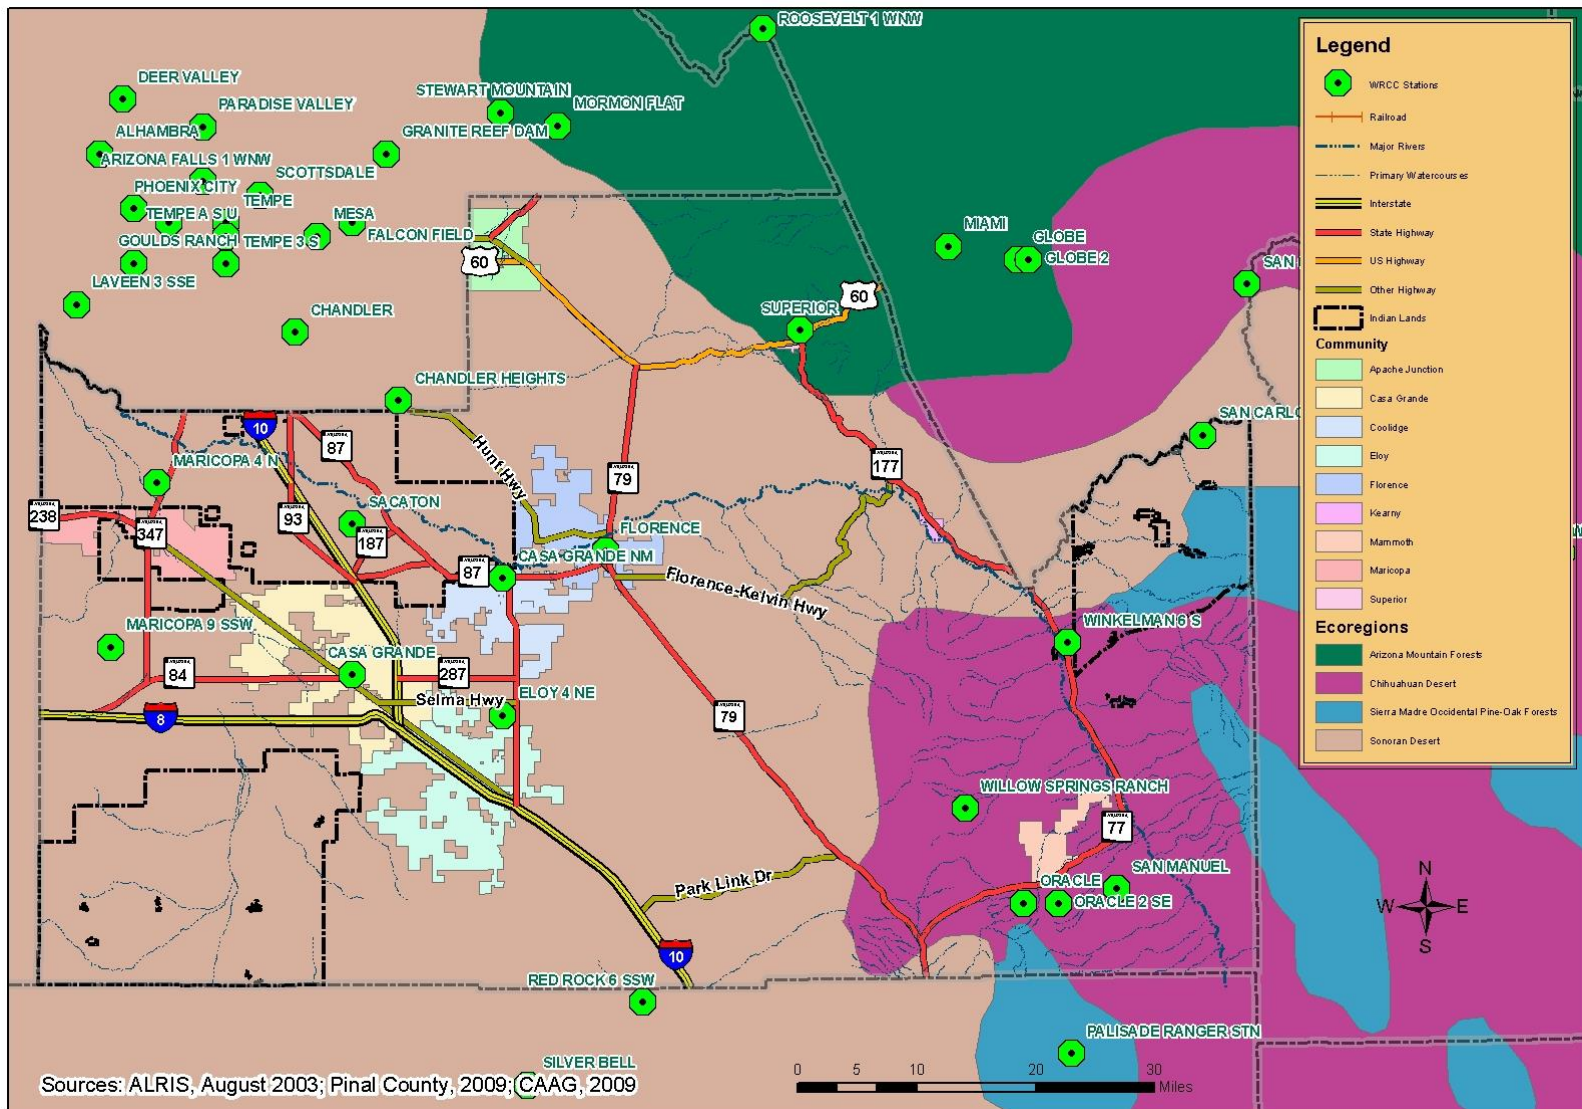 ROOSEVELT 1 WNW
DEER VALLEY
STEWART MOUNTAIN
PARADISE VALLEY
MORMON FLAT
ALHAMBRA
GRANITE REEF DAM
ARIZONA FALLS 1 WNW
SCOTTSDALE
PHOENIX CITY
TEMPE
TEMPE A S U
MESA
GOULDS RANCH
TEMPE 3 S
FALCON FIELD
MIAMI
GLOBE
GLOBE 2
60
LAVEEN 3 SSE
SAN
60
CHANDLER
SUPERIOR
CHANDLER HEIGHTS
SAN CARLO
10
87
Hunt Hwy
MARICOPA 4 N
177
79
SACATON
238
93
347
187
FLORENCE
CASA GRANDE NM
87
Florence-Kelvin Hwy
MARICOPA 9 SSW
WINKELMAN 6 S
CASA GRANDE
84
287
ELOY 4 NE
Selma Hwy
8
79
WILLOW SPRINGS RANCH
77
Park Link Dr
ORACLE
SAN MANUEL
ORACLE 2 SE
10
RED ROCK 6 SSW
PALISADE RANGER STN
SILVER BELL
Sources: ALRIS, August 2003; Pinal County, 2009; CAAG, 2009
0 5 10 20 30
Miles
N
W E
S
Legend
WRCC Stations
Railroad
Major Rivers
Primary Watercourses
Interstate
State Highway
US Highway
Other Highway
Indian Lands
Community
Apache Junction
Casa Grande
Coolidge
Eloy
Florence
Kearny
Mammoth
Maricopa
Superior
Ecoregions
Arizona Mountain Forests
Chihuahuan Desert
Sierra Madre Occidental Pine-Oak Forests
Sonoran Desert